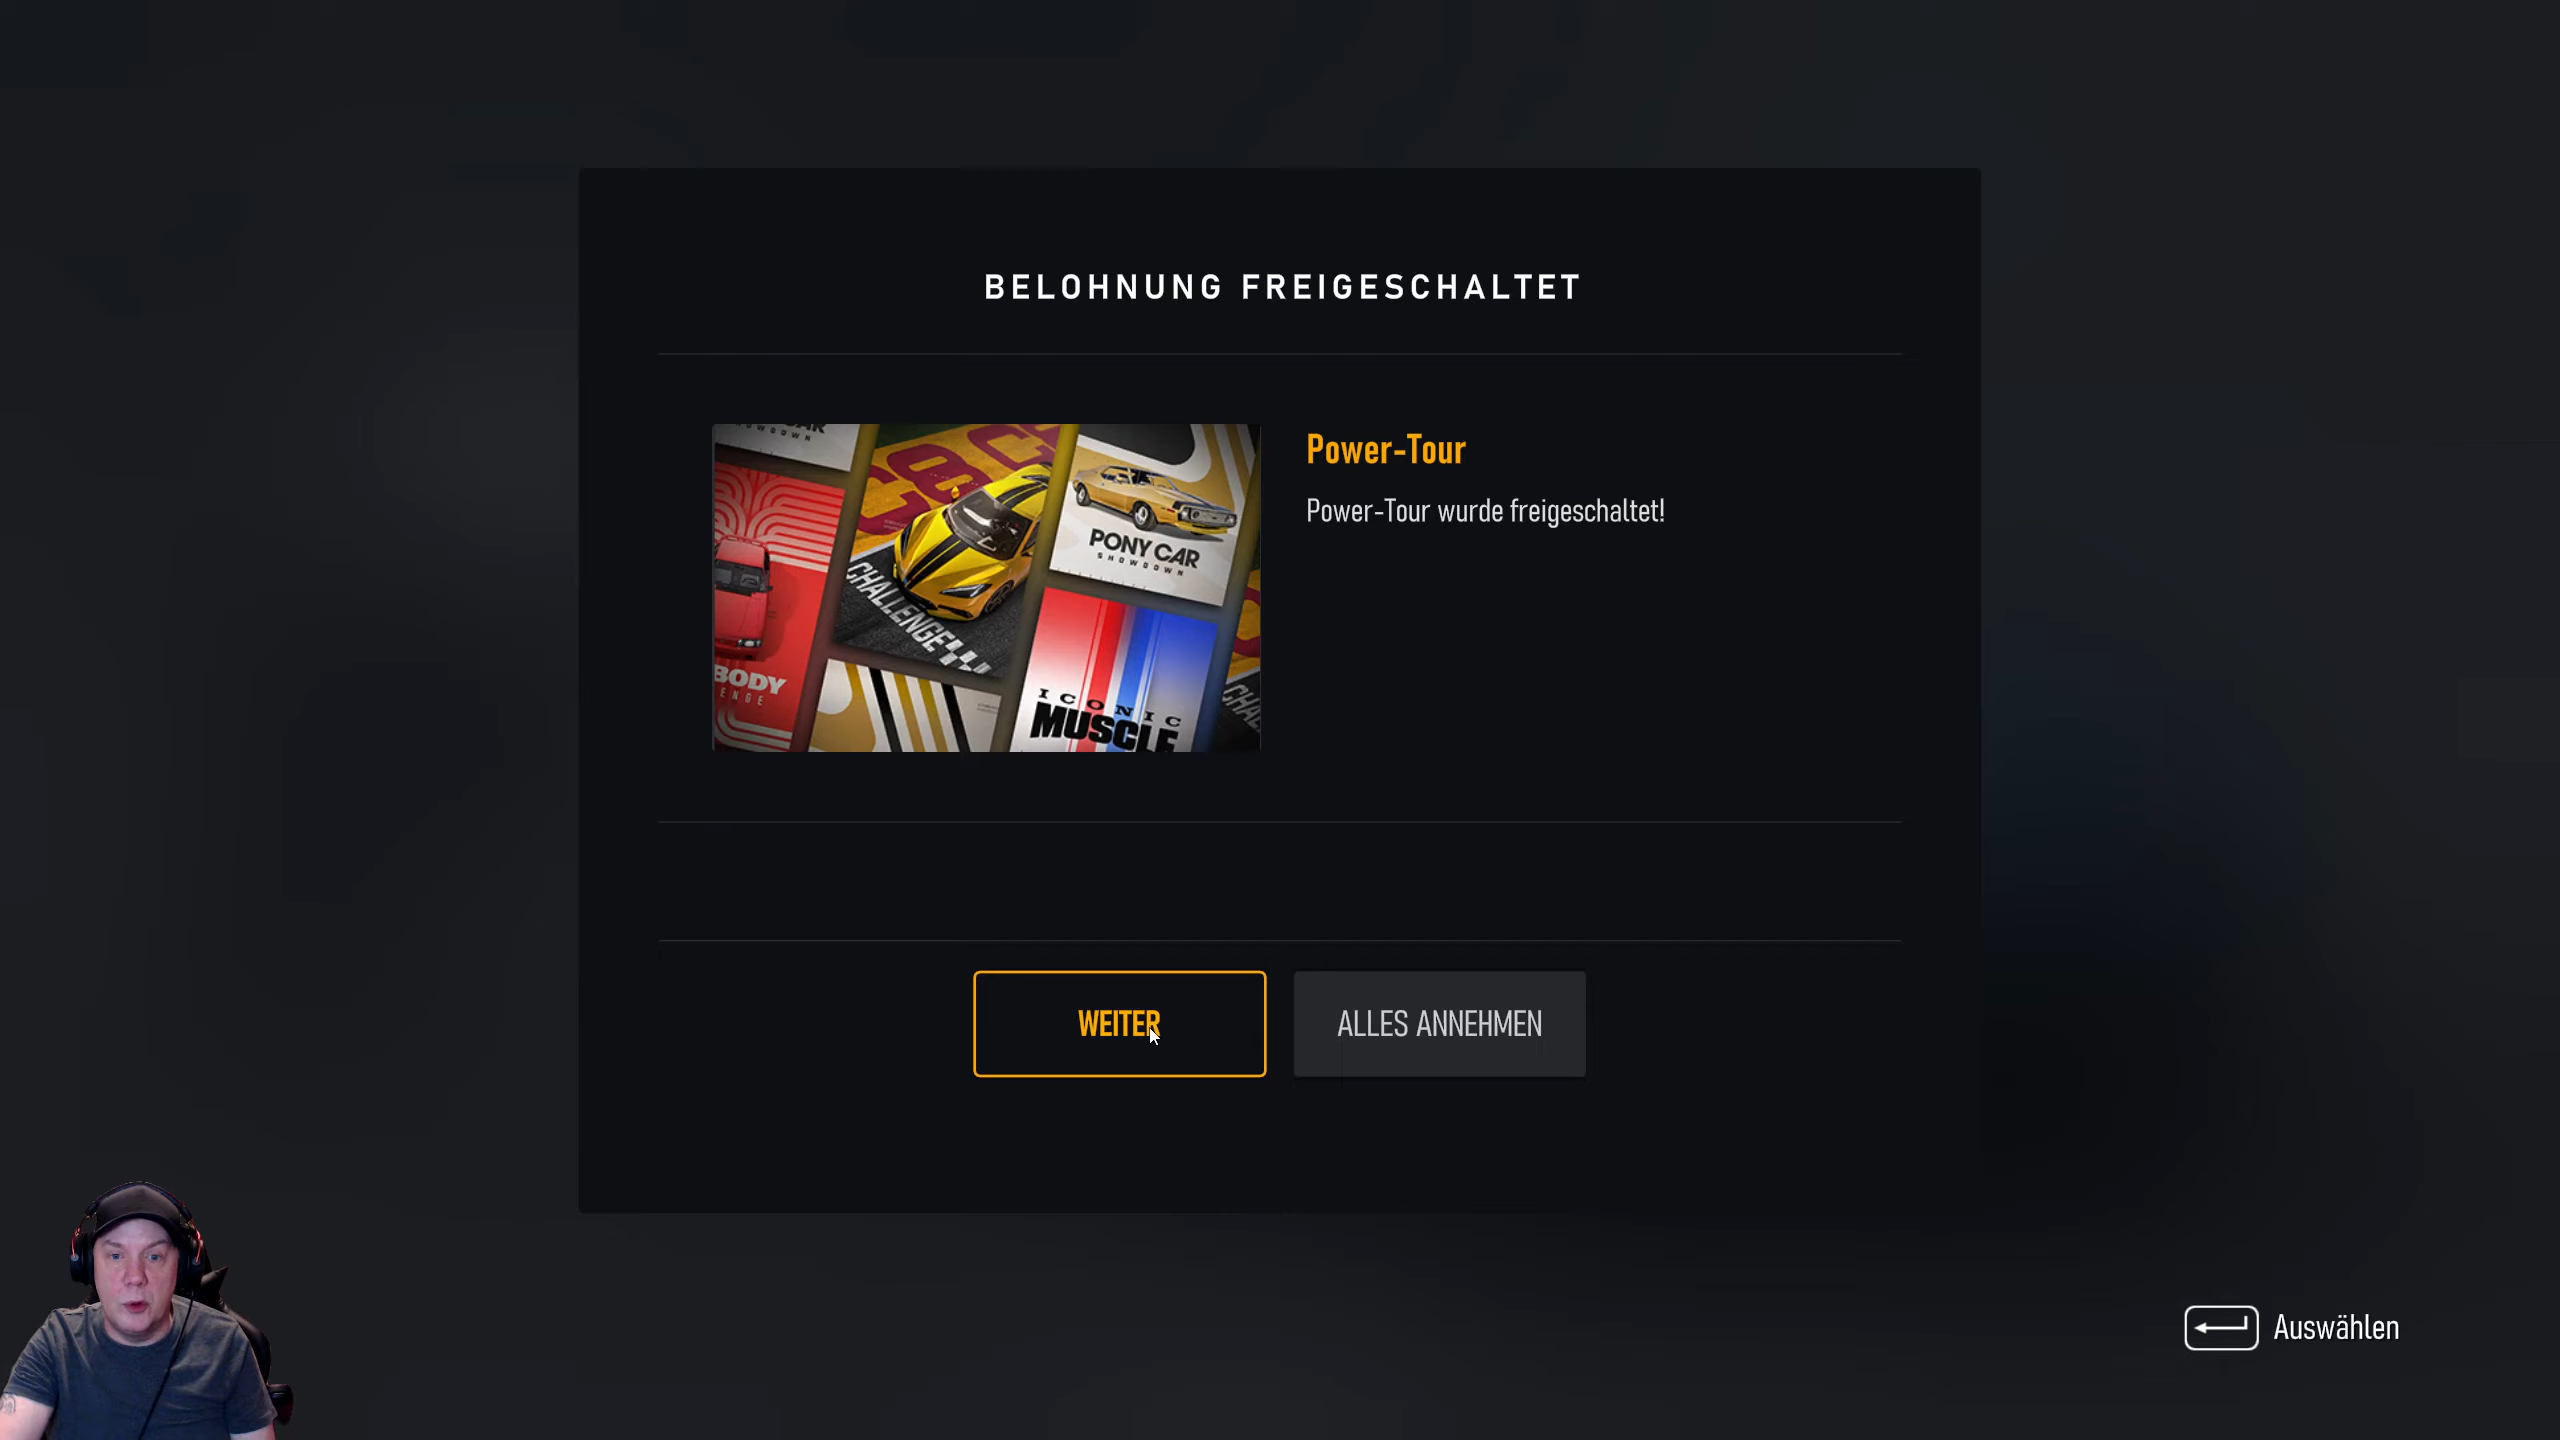 BELOHNUNG FREIGESCHALTET
Power-Tour
Power-Tour wurde freigeschaltet!
PONY CAR
SHOWDOWN
CHALLENGE
BODY
ENGE
ICONIC
MUSCLE
WEITER
ALLES ANNEHMEN
Auswählen